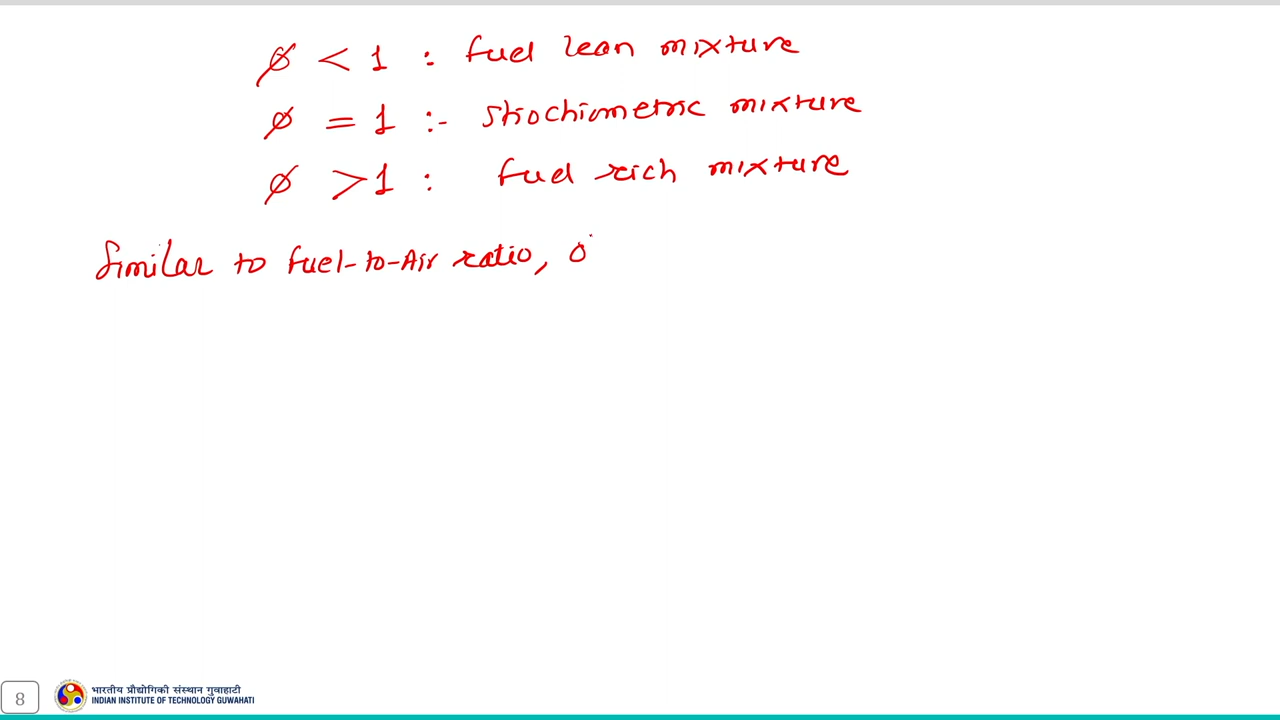 ø < 1 : fuel lean mixture
ø = 1 :- stiochiometric mixture
ø > 1 : fuel rich mixture
Similar to fuel-to-Air ratio, o
8
भारतीय प्रौद्योगिकी संस्थान गुवाहाटी
INDIAN INSTITUTE OF TECHNOLOGY GUWAHATI